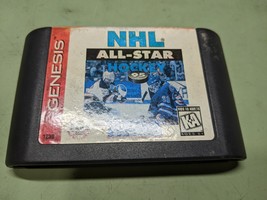 GENESIS
NHL
ALL-STAR
HOCKEY
95
K-A